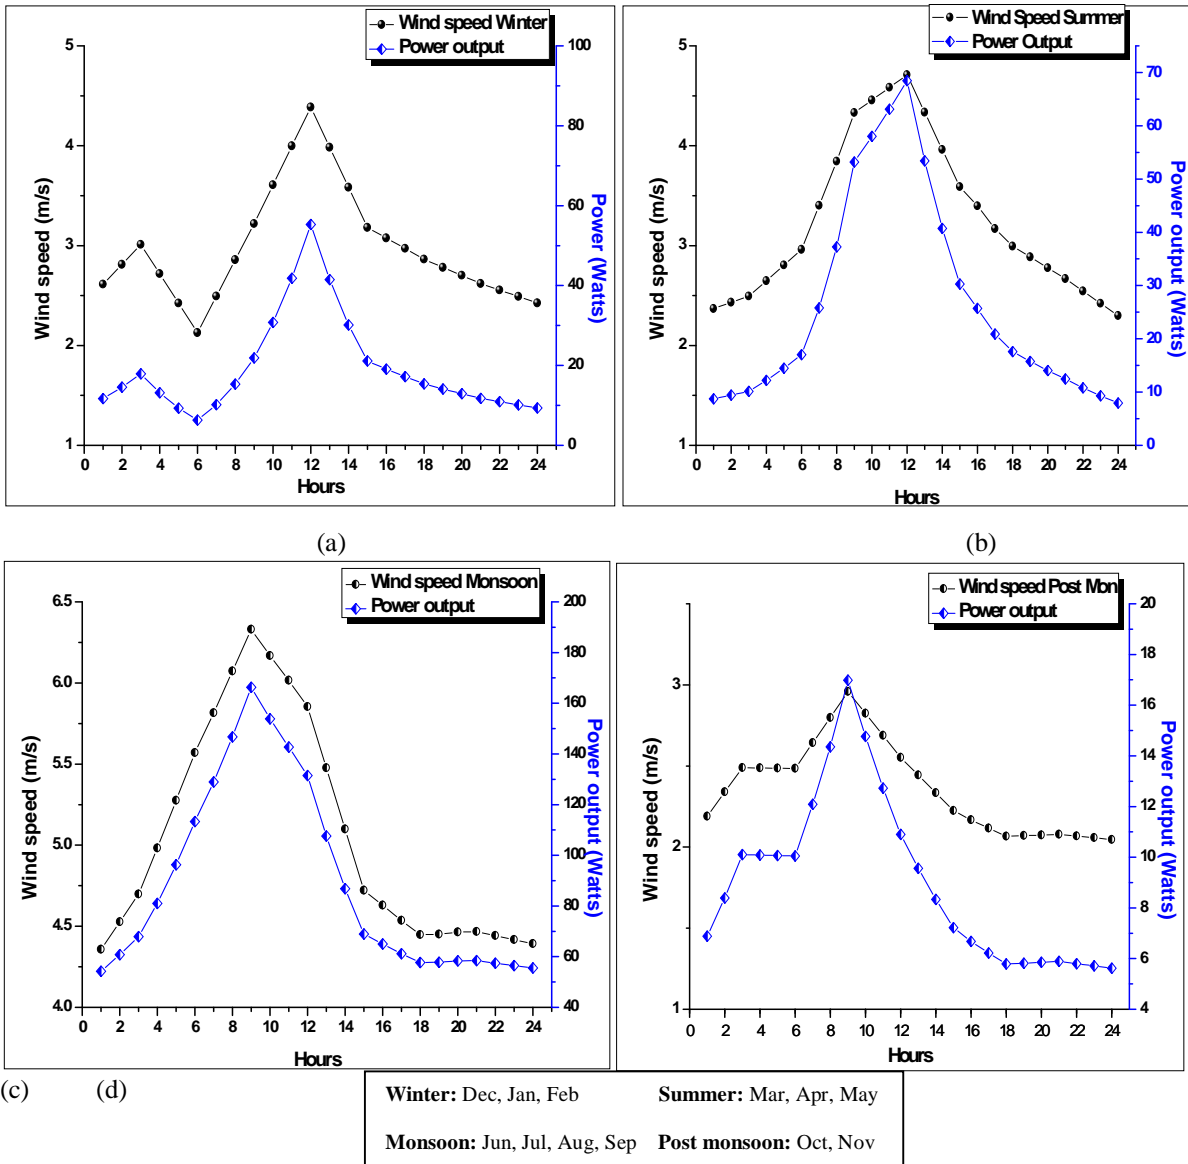 Wind speed Winter
Power output
5
4
3
2
1
100
80
60
40
20
0
0 2 4 6 8 10 12 14 16 18 20 22 24
Wind speed (m/s)
Power (Watts)
Hours
(a)
Wind Speed Summer
Power Output
5
4
3
2
1
70
60
50
40
30
20
10
0
0 2 4 6 8 10 12 14 16 18 20 22 24
Wind speed (m/s)
Power output (Watts)
Hours
(b)
Wind speed Monsoon
Power output
6.5
6.0
5.5
5.0
4.5
4.0
200
180
160
140
120
100
80
60
40
0 2 4 6 8 10 12 14 16 18 20 22 24
Wind speed (m/s)
Power output (Watts)
Hours
Wind speed Post Mon
Power output
3
2
1
20
18
16
14
12
10
8
6
4
0 2 4 6 8 10 12 14 16 18 20 22 24
Wind speed (m/s)
Power output (Watts)
Hours
(c) (d)
Winter: Dec, Jan, Feb Summer: Mar, Apr, May
Monsoon: Jun, Jul, Aug, Sep Post monsoon: Oct, Nov